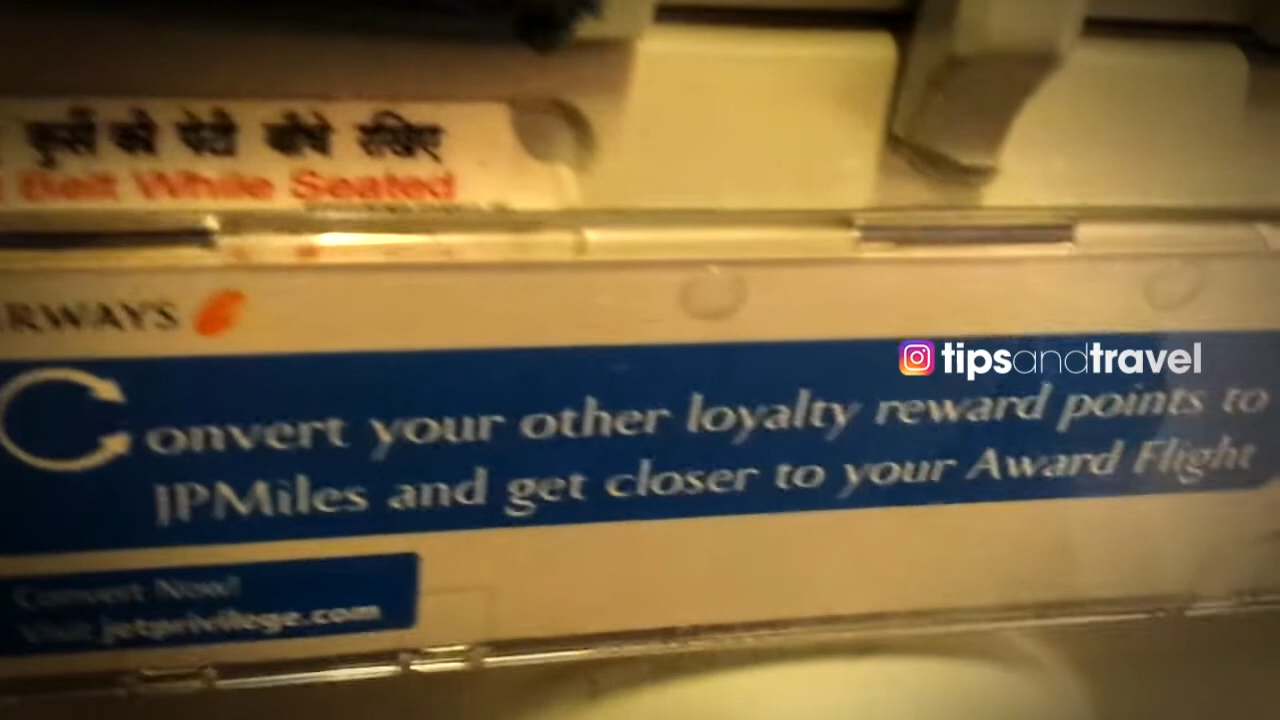 कुर्सी की पेटी बाँधे रखिए
Belt While Seated
RWAYS
tipsandtravel
Convert your other loyalty reward points to
JPMiles and get closer to your Award Flight
Convert Now!
Visit jetprivilege.com